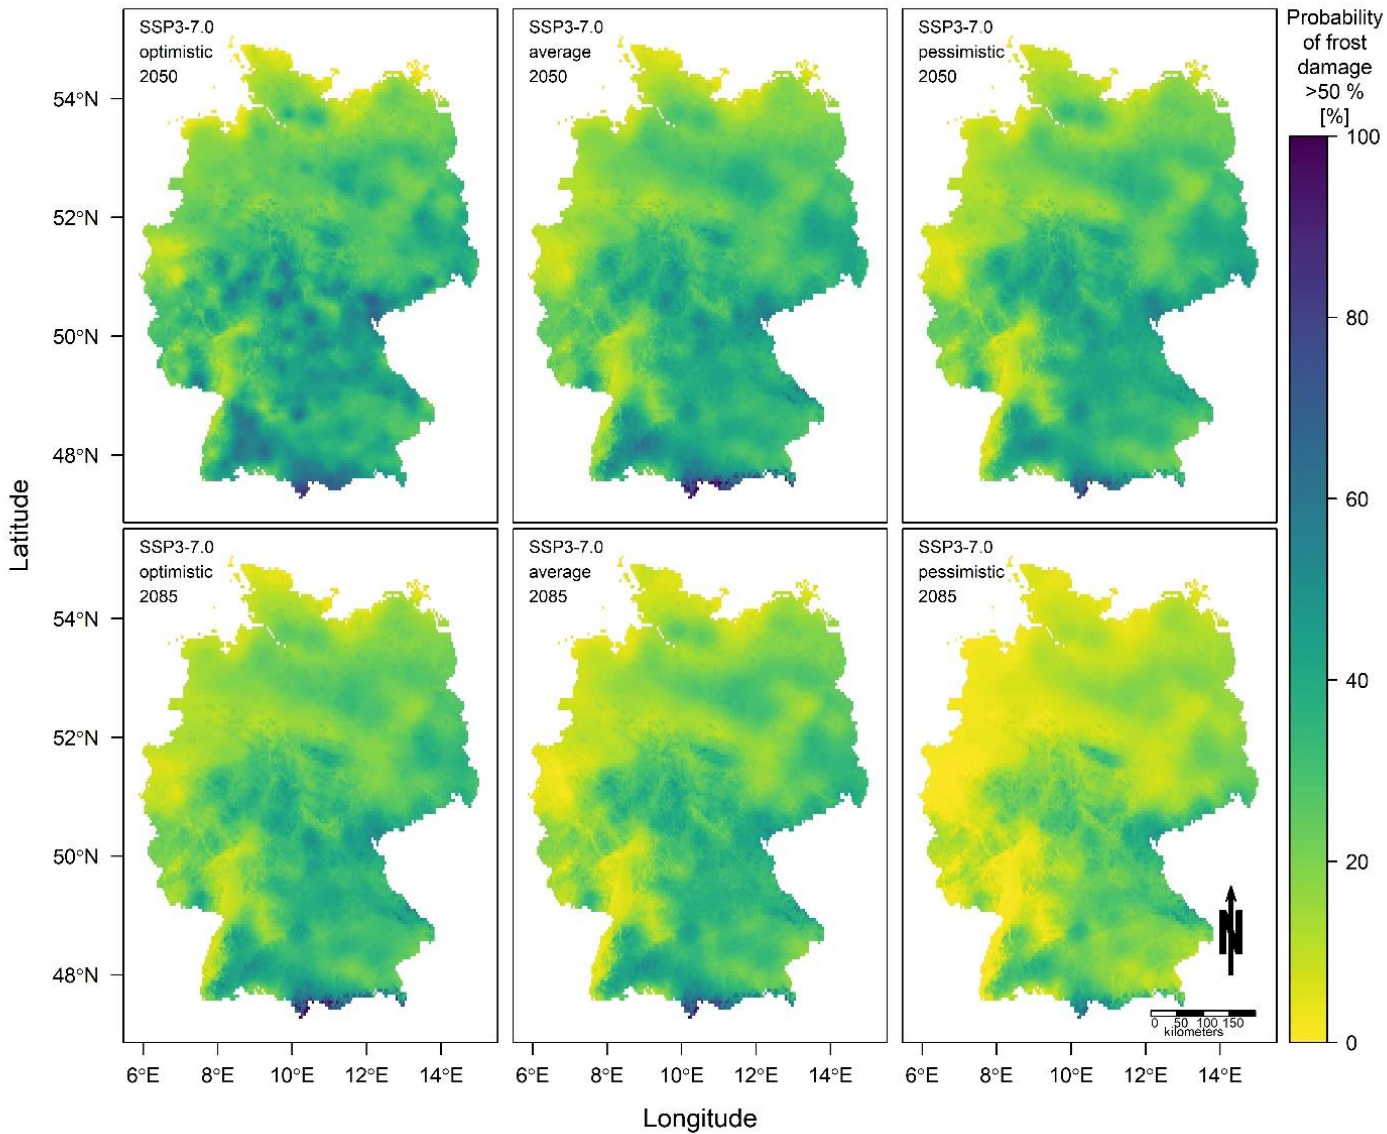 SSP3-7.0
optimistic
2050
SSP3-7.0
average
2050
SSP3-7.0
pessimistic
2050
Probability
of frost
damage
>50 %
[%]
100
80
60
40
20
0
54°N
52°N
50°N
48°N
Latitude
SSP3-7.0
optimistic
2085
SSP3-7.0
average
2085
SSP3-7.0
pessimistic
2085
54°N
52°N
50°N
48°N
N
0 50 100 150
kilometers
6°E 8°E 10°E 12°E 14°E
6°E 8°E 10°E 12°E 14°E
6°E 8°E 10°E 12°E 14°E
Longitude